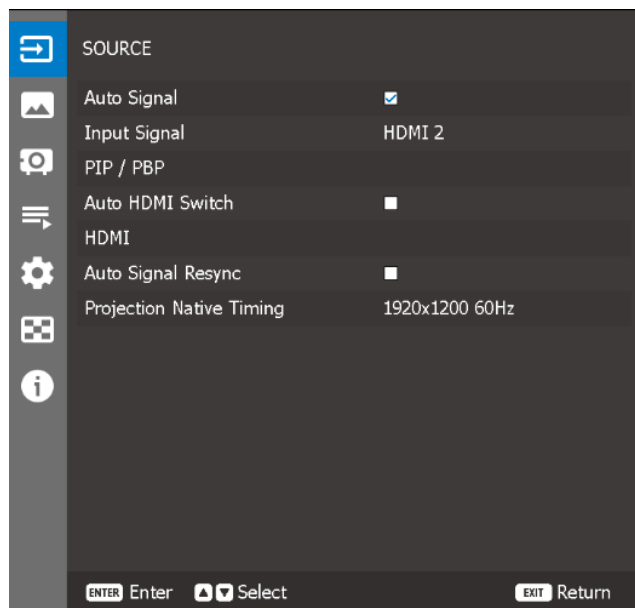 SOURCE
Auto Signal
Input Signal HDMI 2
PIP / PBP
Auto HDMI Switch
HDMI
Auto Signal Resync
Projection Native Timing 1920x1200 60Hz
ENTER Enter Select EXIT Return